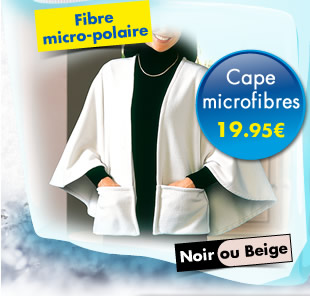 Fibre
micro-polaire
Cape
microfibres
19.95€
Noir ou Beige